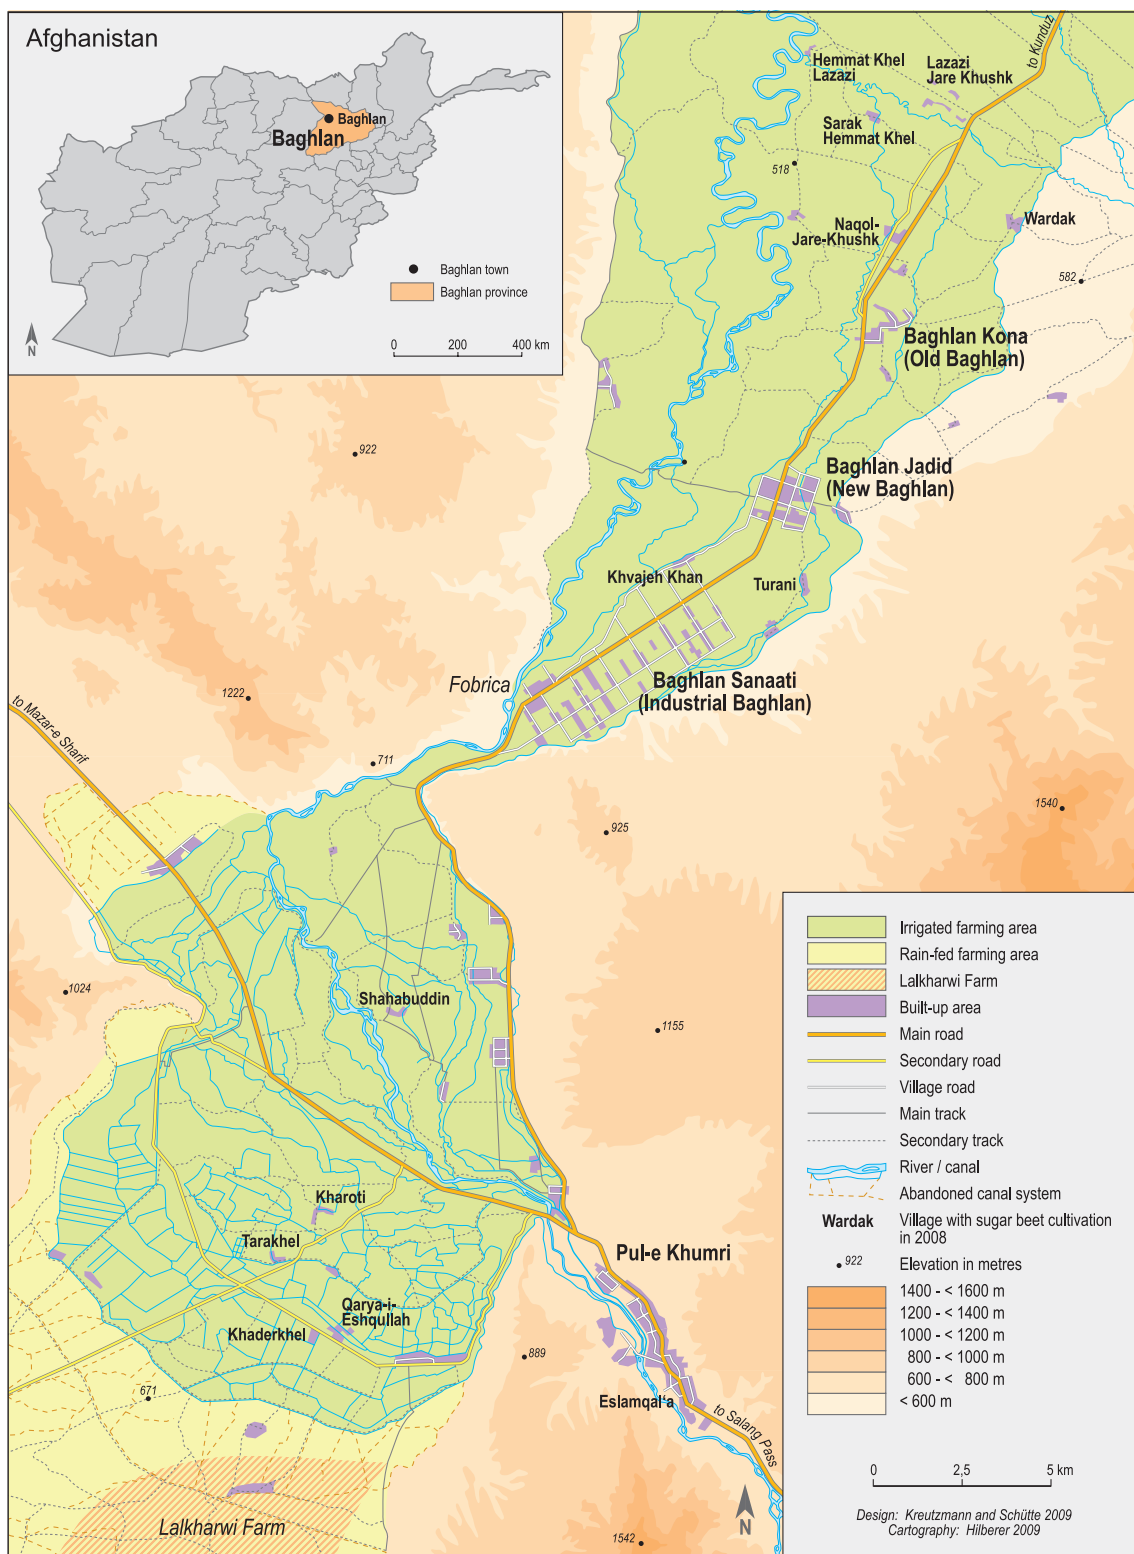 Afghanistan
Baghlan
Baghlan
Baghlan town
Baghlan province
N
0 200 400 km
to Kunduz
Hemmat Khel
Lazazi
Lazazi
Jare Khushk
Sarak
Hemmat Khel
518
Naqol-
Jare-Khushk
Wardak
582
Baghlan Kona
(Old Baghlan)
922
Baghlan Jadid
(New Baghlan)
Khvajeh Khan
Turani
Fobrica
Baghlan Sanaati
(Industrial Baghlan)
1222
to Mazar-e Sharif
711
925
1540
1024
Shahabuddin
1155
Kharoti
Tarakhel
Pul-e Khumri
Qarya-i-
Eshqullah
Khaderkhel
889
671
Eslamqal'a
to Salang Pass
Lalkharwi Farm
1542
N
Irrigated farming area
Rain-fed farming area
Lalkharwi Farm
Built-up area
Main road
Secondary road
Village road
Main track
Secondary track
River / canal
Abandoned canal system
Wardak Village with sugar beet cultivation
in 2008
922 Elevation in metres
1400 - < 1600 m
1200 - < 1400 m
1000 - < 1200 m
800 - < 1000 m
600 - < 800 m
< 600 m
0 2,5 5 km
Design: Kreutzmann and Schütte 2009
Cartography: Hilberer 2009